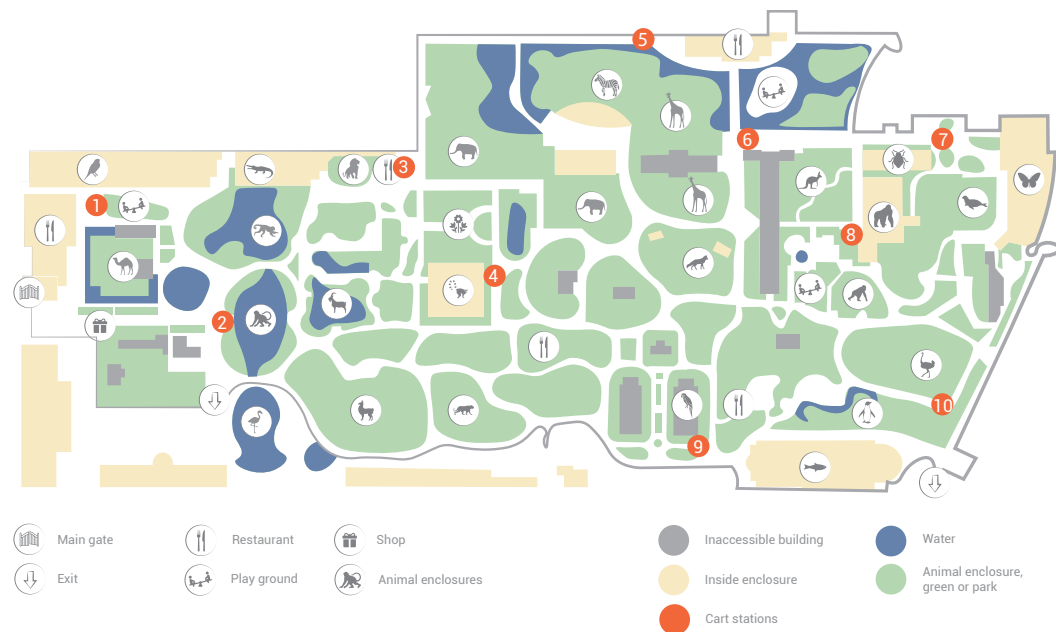 5
6
7
3
1
8
4
2
10
9
Main gate
Restaurant
Shop
Inaccessible building
Water
Exit
Play ground
Animal enclosures
Inside enclosure
Animal enclosure,
green or park
Cart stations